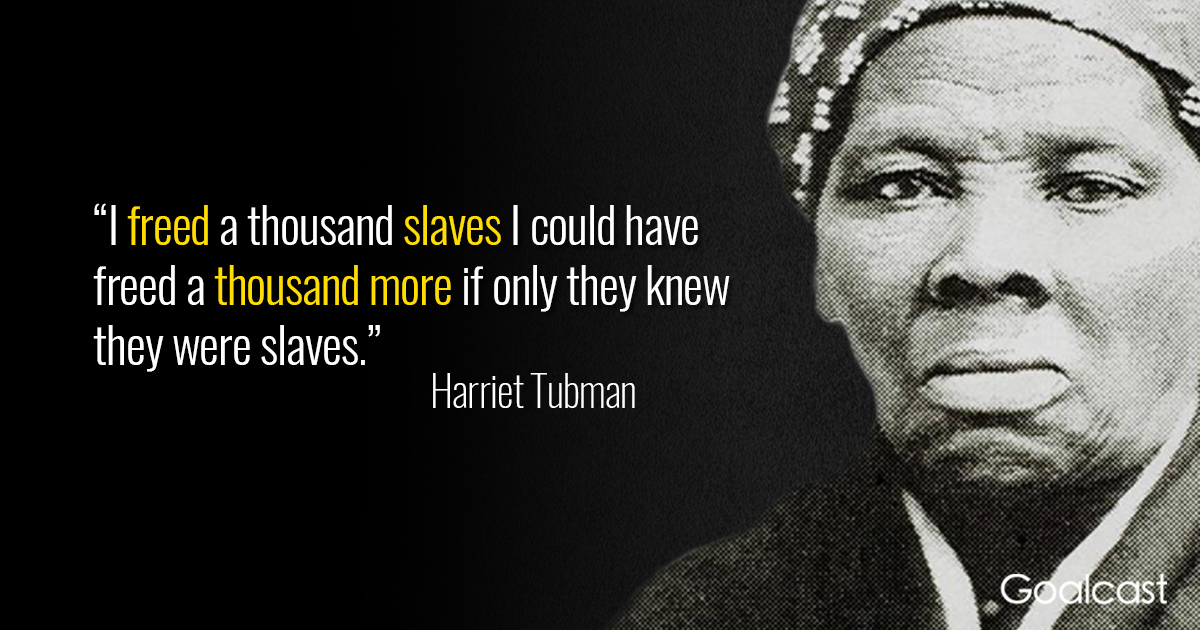 “I freed a thousand slaves I could have
freed a thousand more if only they knew
they were slaves.”
Harriet Tubman
Goalcast